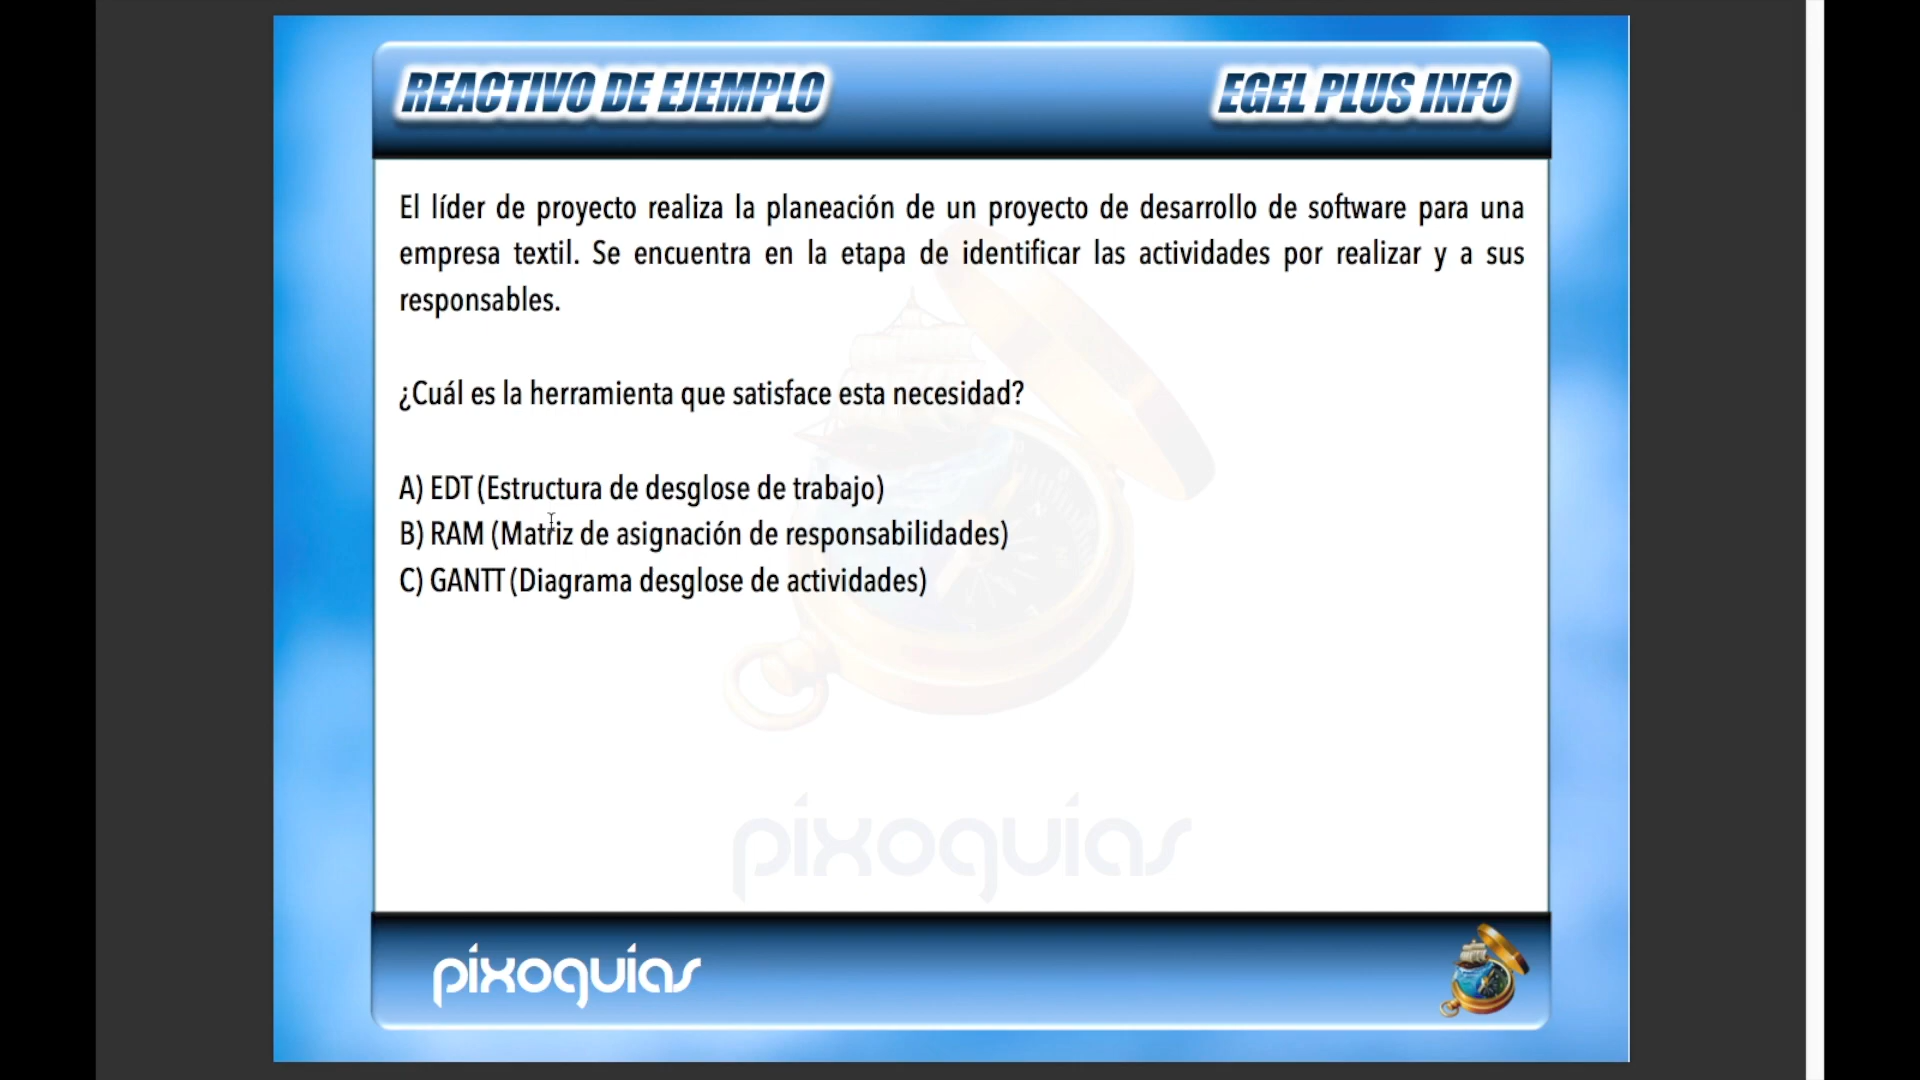 REACTIVO DE EJEMPLO
EGEL PLUS INFO
El líder de proyecto realiza la planeación de un proyecto de desarrollo de software para una
empresa textil. Se encuentra en la etapa de identificar las actividades por realizar y a sus
responsables.
¿Cuál es la herramienta que satisface esta necesidad?
A) EDT (Estructura de desglose de trabajo)
B) RAM (Matriz de asignación de responsabilidades)
C) GANTT (Diagrama desglose de actividades)
pixoguías
pixoguías